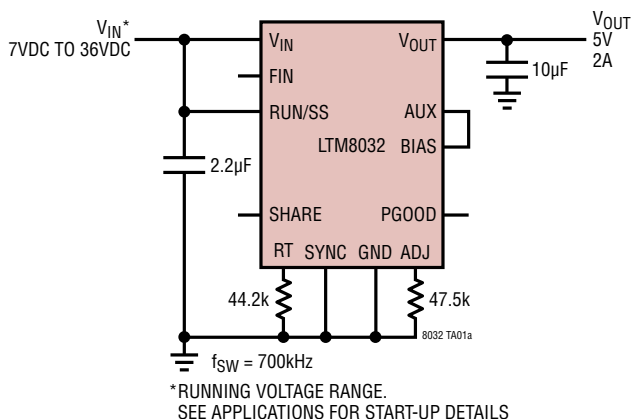 VIN*
7VDC TO 36VDC
VOUT
5V
2A
VIN
VOUT
FIN
10µF
RUN/SS
AUX
LTM8032
BIAS
2.2µF
SHARE
PGOOD
RT
SYNC
GND
ADJ
44.2k
47.5k
8032 TA01a
fSW = 700kHz
*RUNNING VOLTAGE RANGE.
SEE APPLICATIONS FOR START-UP DETAILS